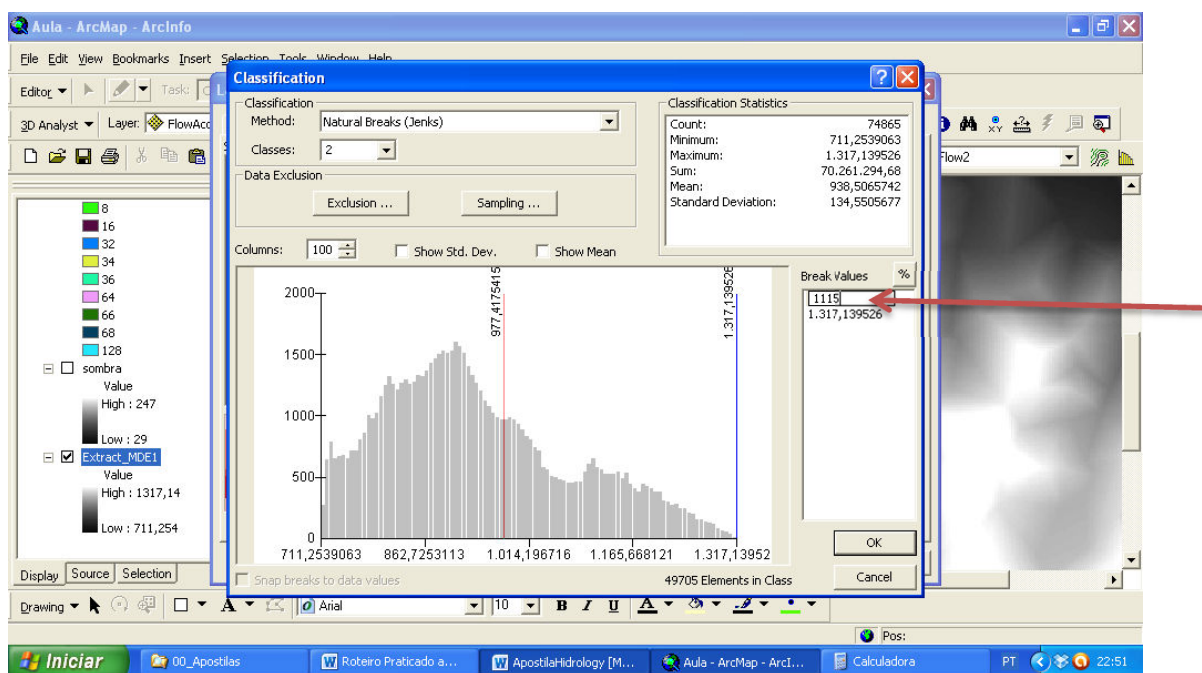 Aula - ArcMap - ArcInfo
File Edit View Bookmarks Insert Selection Tools Window Help
Editor Task:
3D Analyst Layer: FlowAcc
Flow2
8
16
32
34
36
64
66
68
128
sombra
Value
High : 247
Low : 29
Extract_MDE1
Value
High : 1317,14
Low : 711,254
Display Source Selection
Classification
Classification
Method: Natural Breaks (Jenks)
Classes: 2
Data Exclusion
Exclusion ... Sampling ...
Classification Statistics
Count: 74865
Minimum: 711,2539063
Maximum: 1.317,139526
Sum: 70.261.294,68
Mean: 938,5065742
Standard Deviation: 134,5505677
Columns: 100 Show Std. Dev. Show Mean
Break Values %
1115
1.317,139526
977,4175415
1.317,139526
2000
1500
1000
500
0
711,2539063 862,7253113 1.014,196716 1.165,668121 1.317,13952
OK
Snap breaks to data values 49705 Elements in Class Cancel
Drawing A Arial 10 B I U A
Pos:
Iniciar 00_Apostilas Roteiro Praticado a... ApostilaHidrology [M... Aula - ArcMap - ArcI... Calculadora PT 22:51